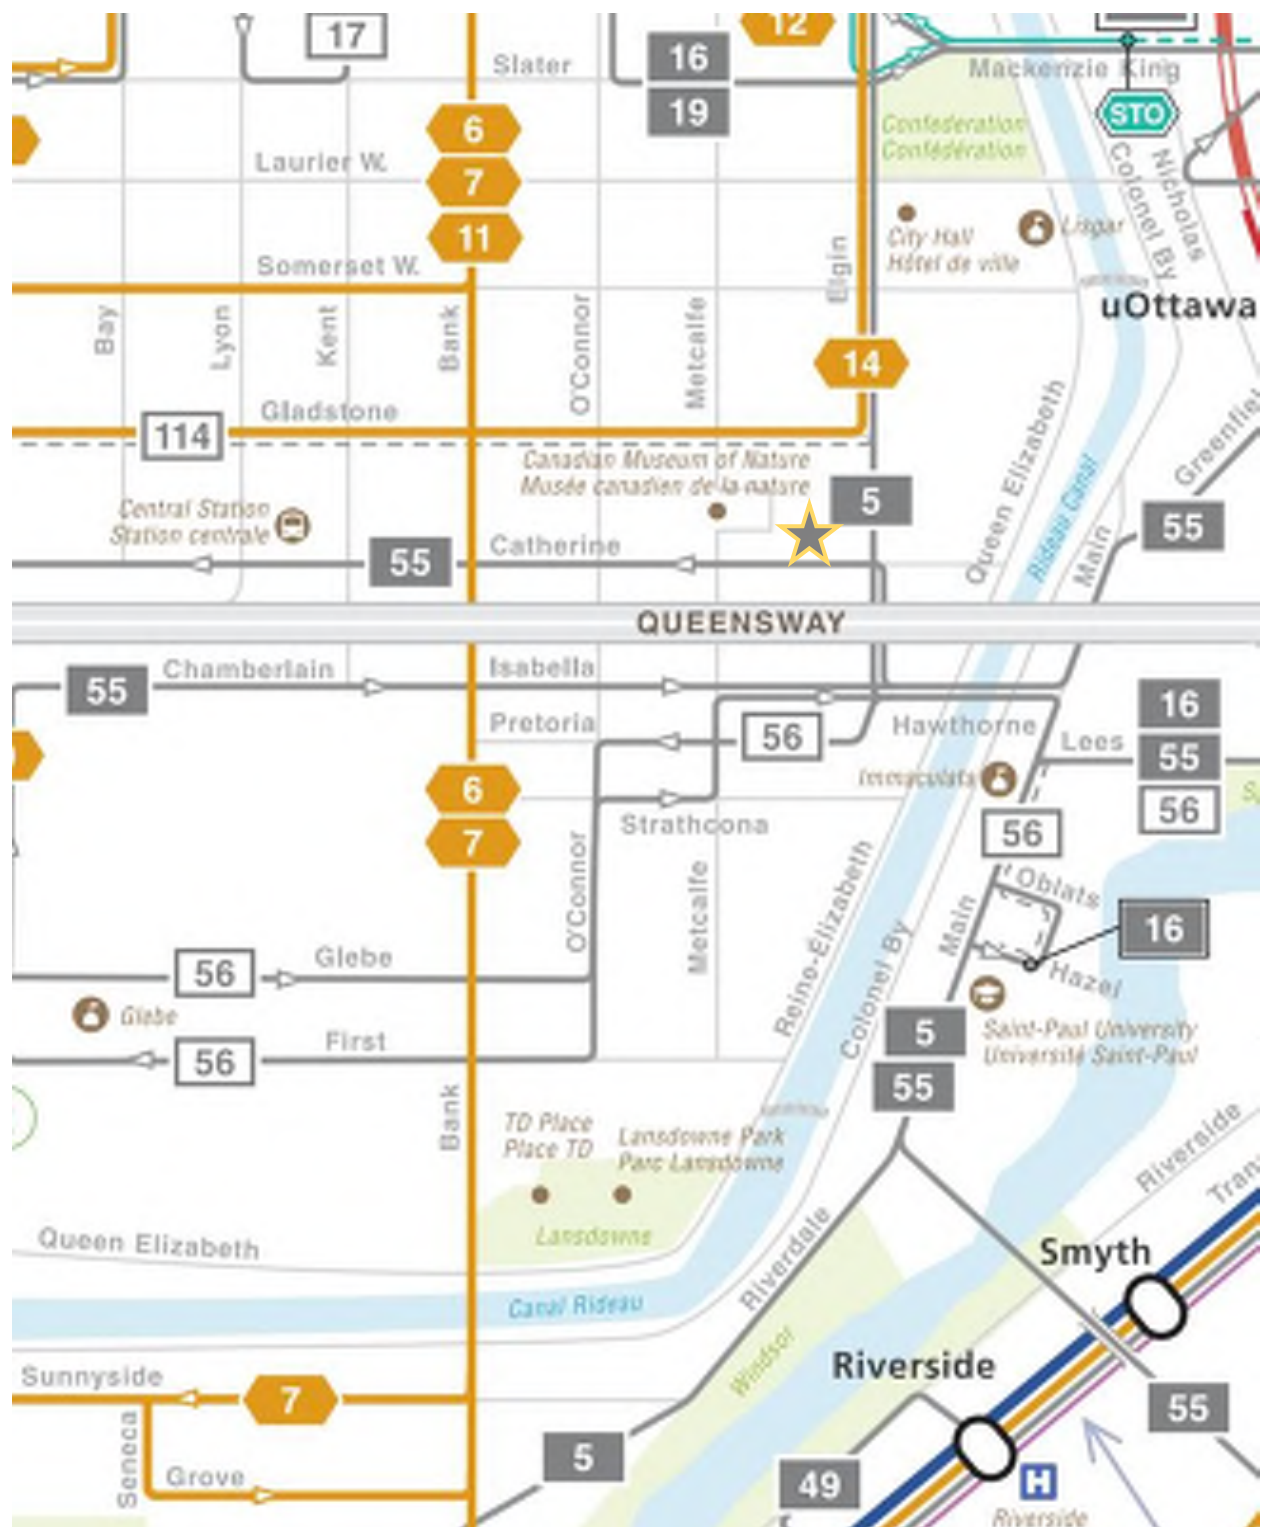 17
12
Slater
16
19
Mackenzie King
STO
Confederation
Confédération
6
7
11
Laurier W.
Colonel By
Nicholas
City Hall
Hôtel de ville
Lisgar
Somerset W.
Elgin
uOttawa
Bay
Lyon
Kent
Bank
O'Connor
Metcalfe
14
Gladstone
114
Queen Elizabeth
Rideau Canal
Canadian Museum of Nature
Musée canadien de la nature
5
Central Station
Station centrale
55
Main
Catherine
55
QUEENSWAY
Chamberlain
Isabella
55
16
55
56
Pretoria
56
Hawthorne
Lees
Immaculata
6
7
Strathcona
56
O'Connor
Metcalfe
Reine-Élizabeth
Colonel By
Main
Oblats
16
Hazel
Glebe
56
Glebe
First
56
5
55
Saint-Paul University
Université Saint-Paul
Bank
TD Place
Place TD
Lansdowne Park
Parc Lansdowne
Lansdowne
Riverside
Queen Elizabeth
Riverdale
Smyth
Canal Rideau
Windsor
Sunnyside
7
Riverside
55
Seneca
Grove
5
49
H
Riverside